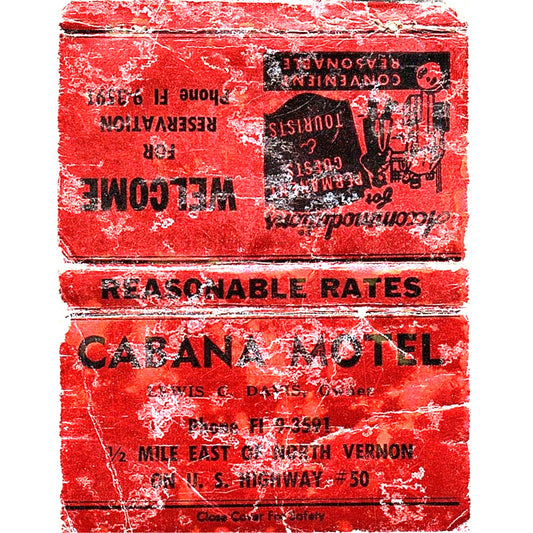 Accommodations
for
PERMANENT
GUESTS
&
TOURISTS
CONVENIENT
REASONABLE
WELCOME
FOR
RESERVATION
Phone FI 9-3591
REASONABLE RATES
CABANA MOTEL
LEWIS C. DAVIS, Owner
Phone FI 9-3591
½ MILE EAST OF NORTH VERNON
ON U. S. HIGHWAY #50
Close Cover For Safety